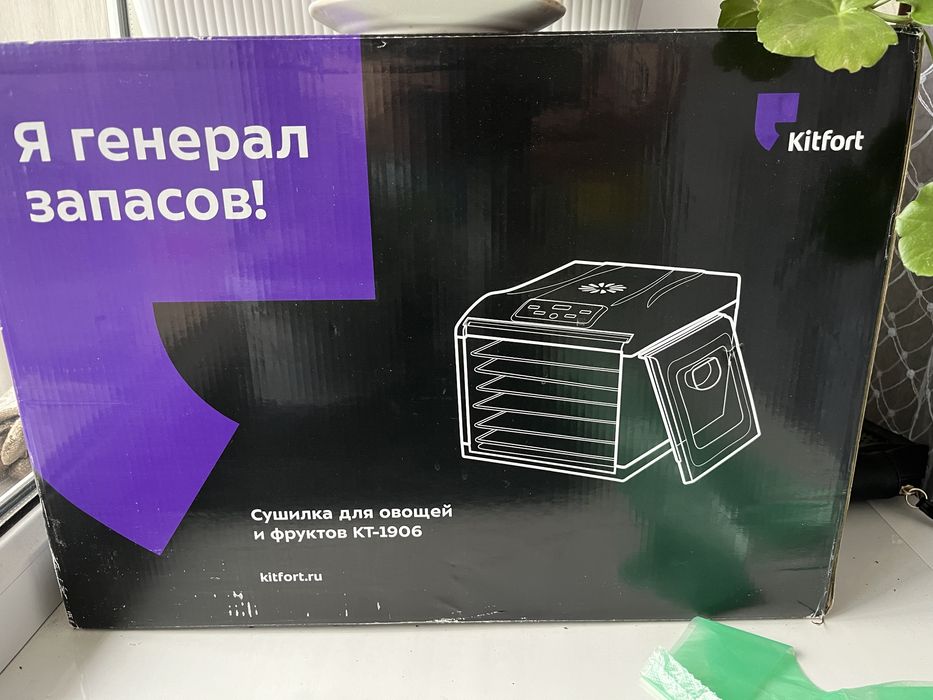 Я генерал
запасов!
Kitfort
Сушилка для овощей
и фруктов КТ-1906
kitfort.ru